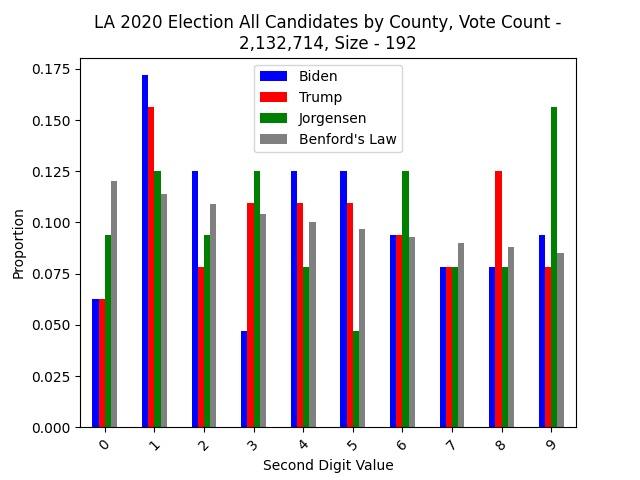 LA 2020 Election All Candidates by County, Vote Count -
2,132,714, Size - 192
Biden
Trump
Jorgensen
Benford's Law
Proportion
0.175
0.150
0.125
0.100
0.075
0.050
0.025
0.000
0 1 2 3 4 5 6 7 8 9
Second Digit Value